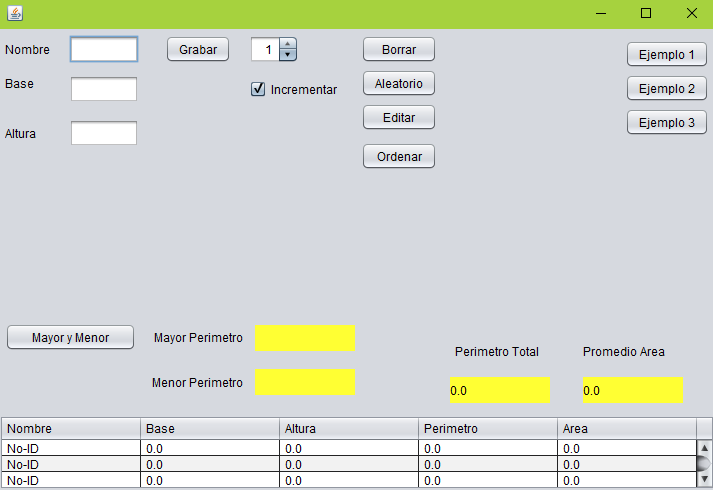 Nombre Grabar 1 Borrar Ejemplo 1
Base Incrementar Aleatorio Ejemplo 2
Editar Ejemplo 3
Altura
Ordenar
Mayor y Menor Mayor Perimetro
Perimetro Total Promedio Area
Menor Perimetro
0.0 0.0
Nombre Base Altura Perimetro Area
No-ID 0.0 0.0 0.0 0.0
No-ID 0.0 0.0 0.0 0.0
No-ID 0.0 0.0 0.0 0.0